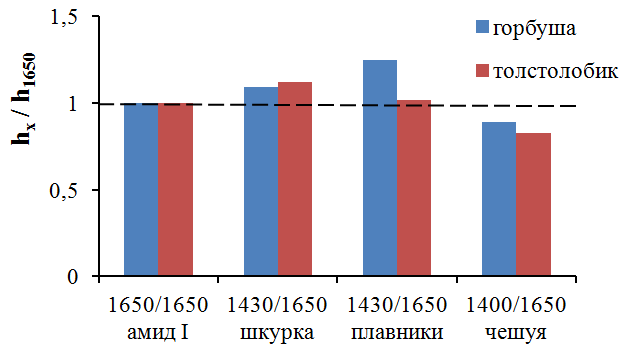 1,5
1
0,5
0
hx / h1650
горбуша
толстолобик
1650/1650 1430/1650 1430/1650 1400/1650
амид I шкурка плавники чешуя